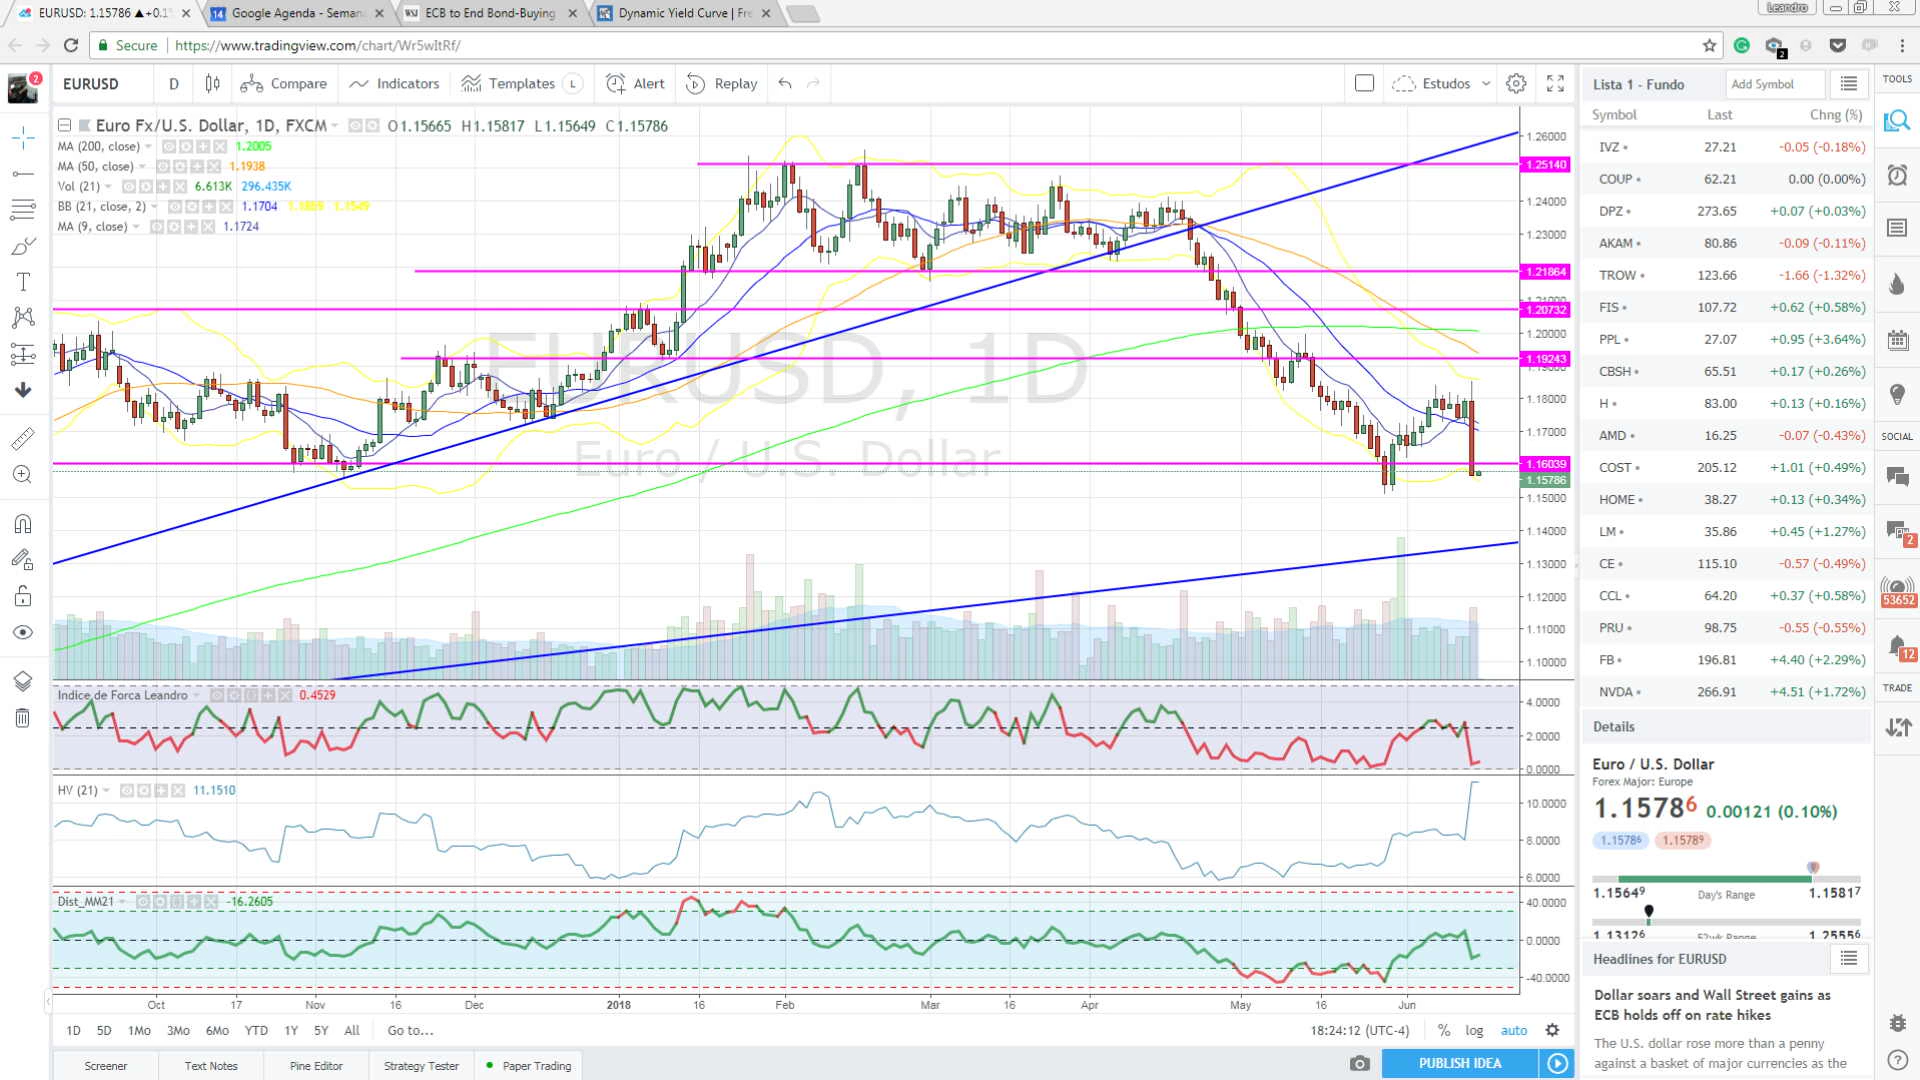 EURUSD: 1.15786 ▲+0.1
Google Agenda - Semana
ECB to End Bond-Buying
Dynamic Yield Curve | Fre
Leandro
Secure | https://www.tradingview.com/chart/Wr5wItRf/
2
2
EURUSD
D
Compare
Indicators
Templates
L
Alert
Replay
Estudos
Euro Fx/U.S. Dollar, 1D, FXCM
O1.15665 H1.15817 L1.15649 C1.15786
MA (200, close) 1.2005
MA (50, close) 1.1938
Vol (21) 6.613K 296.435K
BB (21, close, 2) 1.1704
MA (9, close) 1.1724
EURUSD, 1D
Euro / U.S. Dollar
1.26000
1.25140
1.24000
1.23000
1.21864
1.20732
1.20000
1.19243
1.18000
1.17000
1.16039
1.15786
1.15000
1.14000
1.13000
1.12000
1.11000
1.10000
Indice de Forca Leandro 0.4529
4.0000
2.0000
0.0000
HV (21) 11.1510
10.0000
8.0000
6.0000
Dist_MM21 -16.2605
40.0000
0.0000
-40.0000
Oct 17 Nov 16 Dec 2018 16 Feb Mar 16 Apr May 16 Jun
1D 5D 1Mo 3Mo 6Mo YTD 1Y 5Y All Go to...
18:24:12 (UTC-4) % log auto
Screener Text Notes Pine Editor Strategy Tester Paper Trading
PUBLISH IDEA
Lista 1 - Fundo
Add Symbol
Symbol Last Chng (%)
IVZ 27.21 -0.05 (-0.18%)
COUP 62.21 0.00 (0.00%)
DPZ 273.65 +0.07 (+0.03%)
AKAM 80.86 -0.09 (-0.11%)
TROW 123.66 -1.66 (-1.32%)
FIS 107.72 +0.62 (+0.58%)
PPL 27.07 +0.95 (+3.64%)
CBSH 65.51 +0.17 (+0.26%)
H 83.00 +0.13 (+0.16%)
AMD 16.25 -0.07 (-0.43%)
COST 205.12 +1.01 (+0.49%)
HOME 38.27 +0.13 (+0.34%)
LM 35.86 +0.45 (+1.27%)
CE 115.10 -0.57 (-0.49%)
CCL 64.20 +0.37 (+0.58%)
PRU 98.75 -0.55 (-0.55%)
FB 196.81 +4.40 (+2.29%)
NVDA 266.91 +4.51 (+1.72%)
Details
Euro / U.S. Dollar
Forex Major: Europe
1.15786 0.00121 (0.10%)
1.15786 1.15789
1.15649 Day's Range 1.15817
1.13126 52wk Range 1.25556
Headlines for EURUSD
Dollar soars and Wall Street gains as
ECB holds off on rate hikes
The U.S. dollar rose more than a penny
against a basket of major currencies as the
TOOLS
SOCIAL
2
53652
12
TRADE